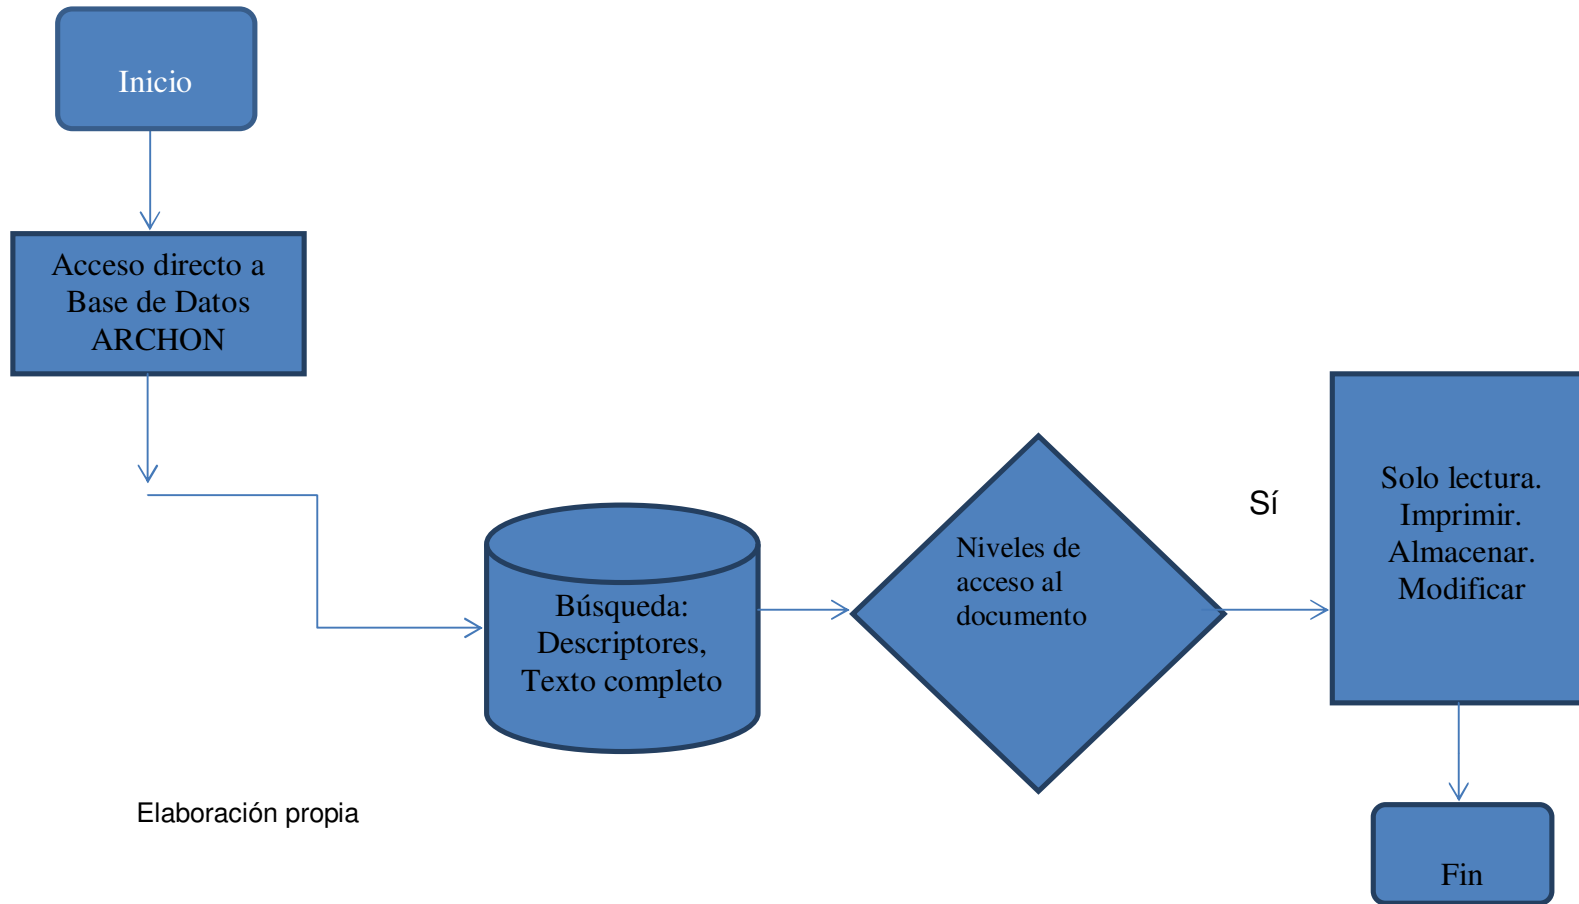 Inicio
Acceso directo a
Base de Datos
ARCHON
Búsqueda:
Descriptores,
Texto completo
Niveles de
acceso al
documento
Sí
Solo lectura.
Imprimir.
Almacenar.
Modificar
Fin
Elaboración propia